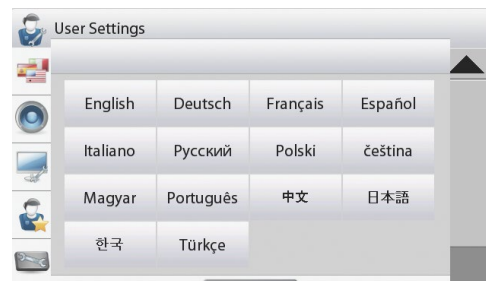 User Settings
English Deutsch Français Español
Italiano Русский Polski čeština
Magyar Português 中文 日本語
한국 Türkçe